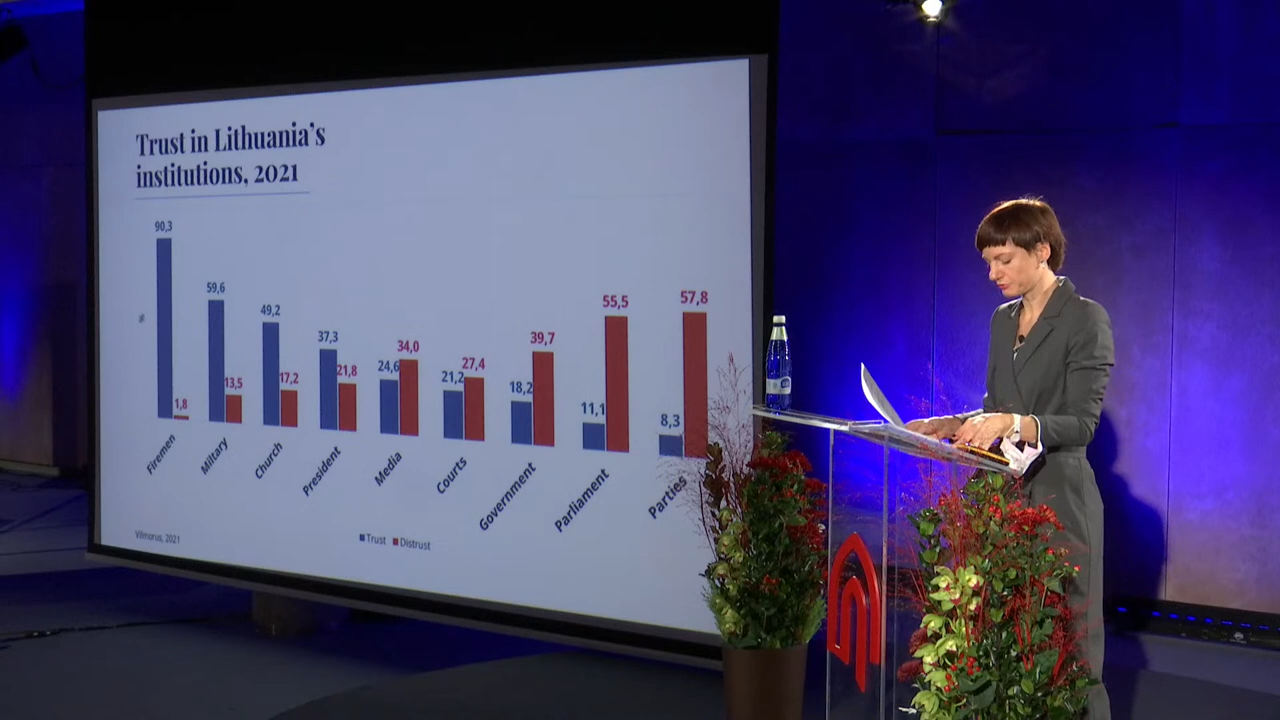 Trust in Lithuania's
institutions, 2021
90,3
59,6
49,2
37,3
24,6
34,0
21,2
27,4
18,2
39,7
11,1
55,5
8,3
57,8
1,8
13,5
17,2
21,8
%
Firemen
Miltary
Church
President
Media
Courts
Government
Parliament
Parties
Trust
Distrust
Vilmorus, 2021